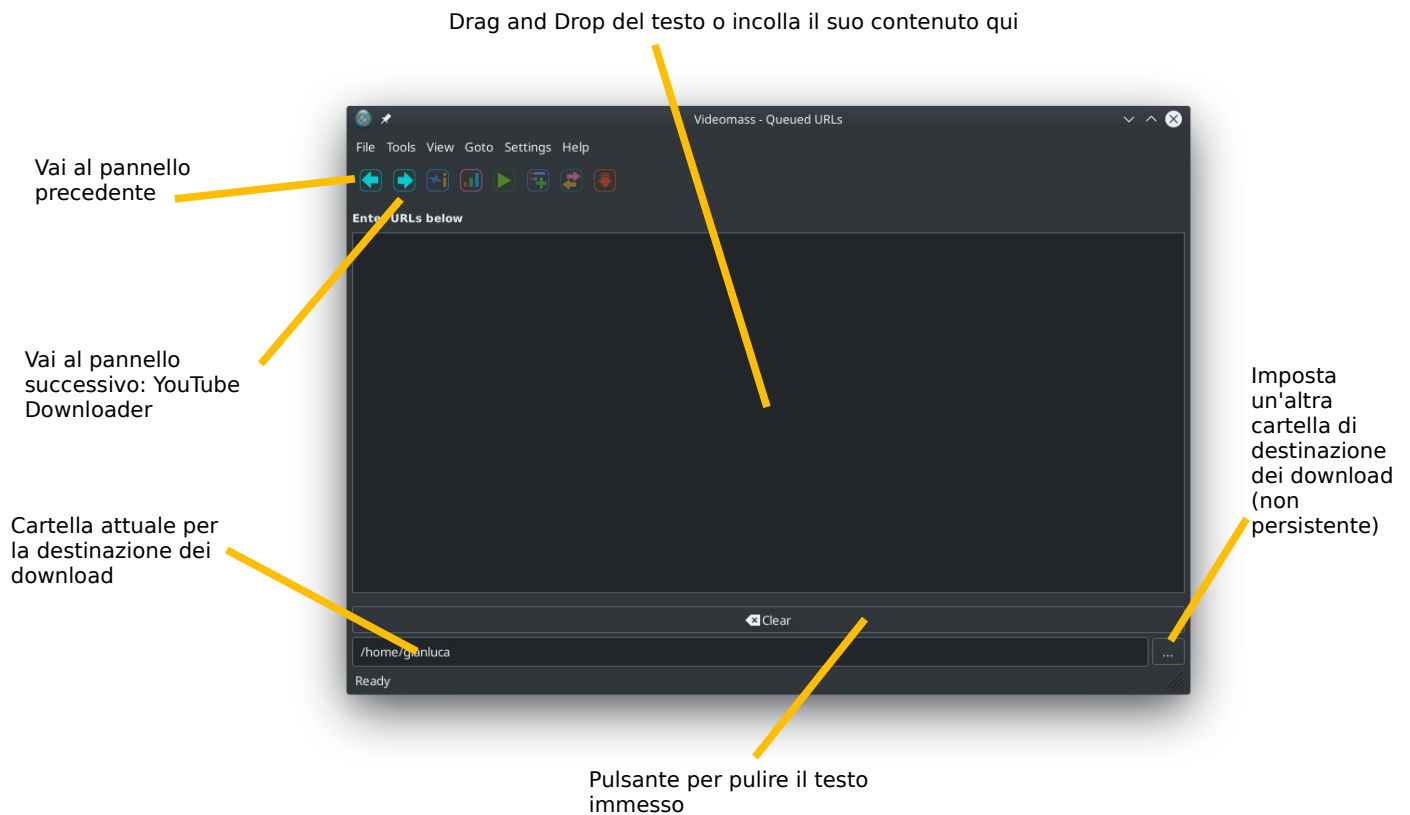 Drag and Drop del testo o incolla il suo contenuto qui
Videomass - Queued URLs
File Tools View Goto Settings Help
Vai al pannello
precedente
Enter URLs below
Vai al pannello
successivo: YouTube
Downloader
Imposta
un'altra
cartella di
destinazione
dei download
(non
persistente)
Cartella attuale per
la destinazione dei
download
Clear
/home/gianluca
...
Ready
Pulsante per pulire il testo
immesso